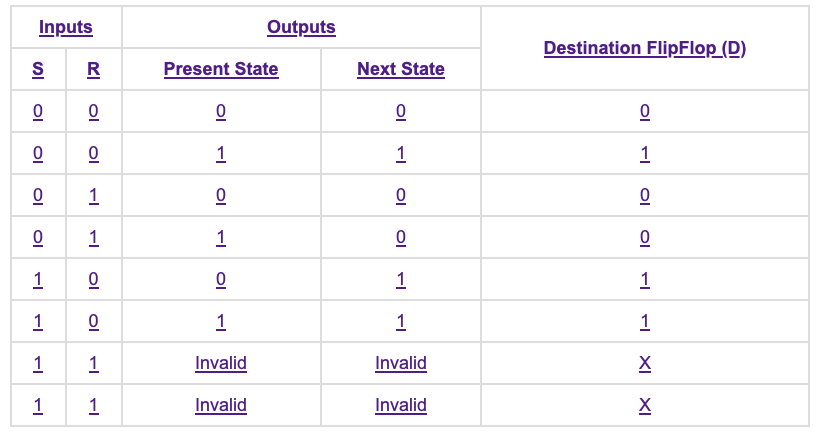 Inputs Outputs Destination FlipFlop (D)
S R Present State Next State
0 0 0 0 0
0 0 1 1 1
0 1 0 0 0
0 1 1 0 0
1 0 0 1 1
1 0 1 1 1
1 1 Invalid Invalid X
1 1 Invalid Invalid X